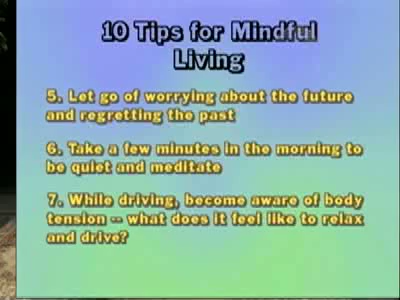 10 Tips for Mindful
Living
5. Let go of worrying about the future
and regretting the past
6. Take a few minutes in the morning to
be quiet and meditate
7. While driving, become aware of body
tension -- what does it feel like to relax
and drive?